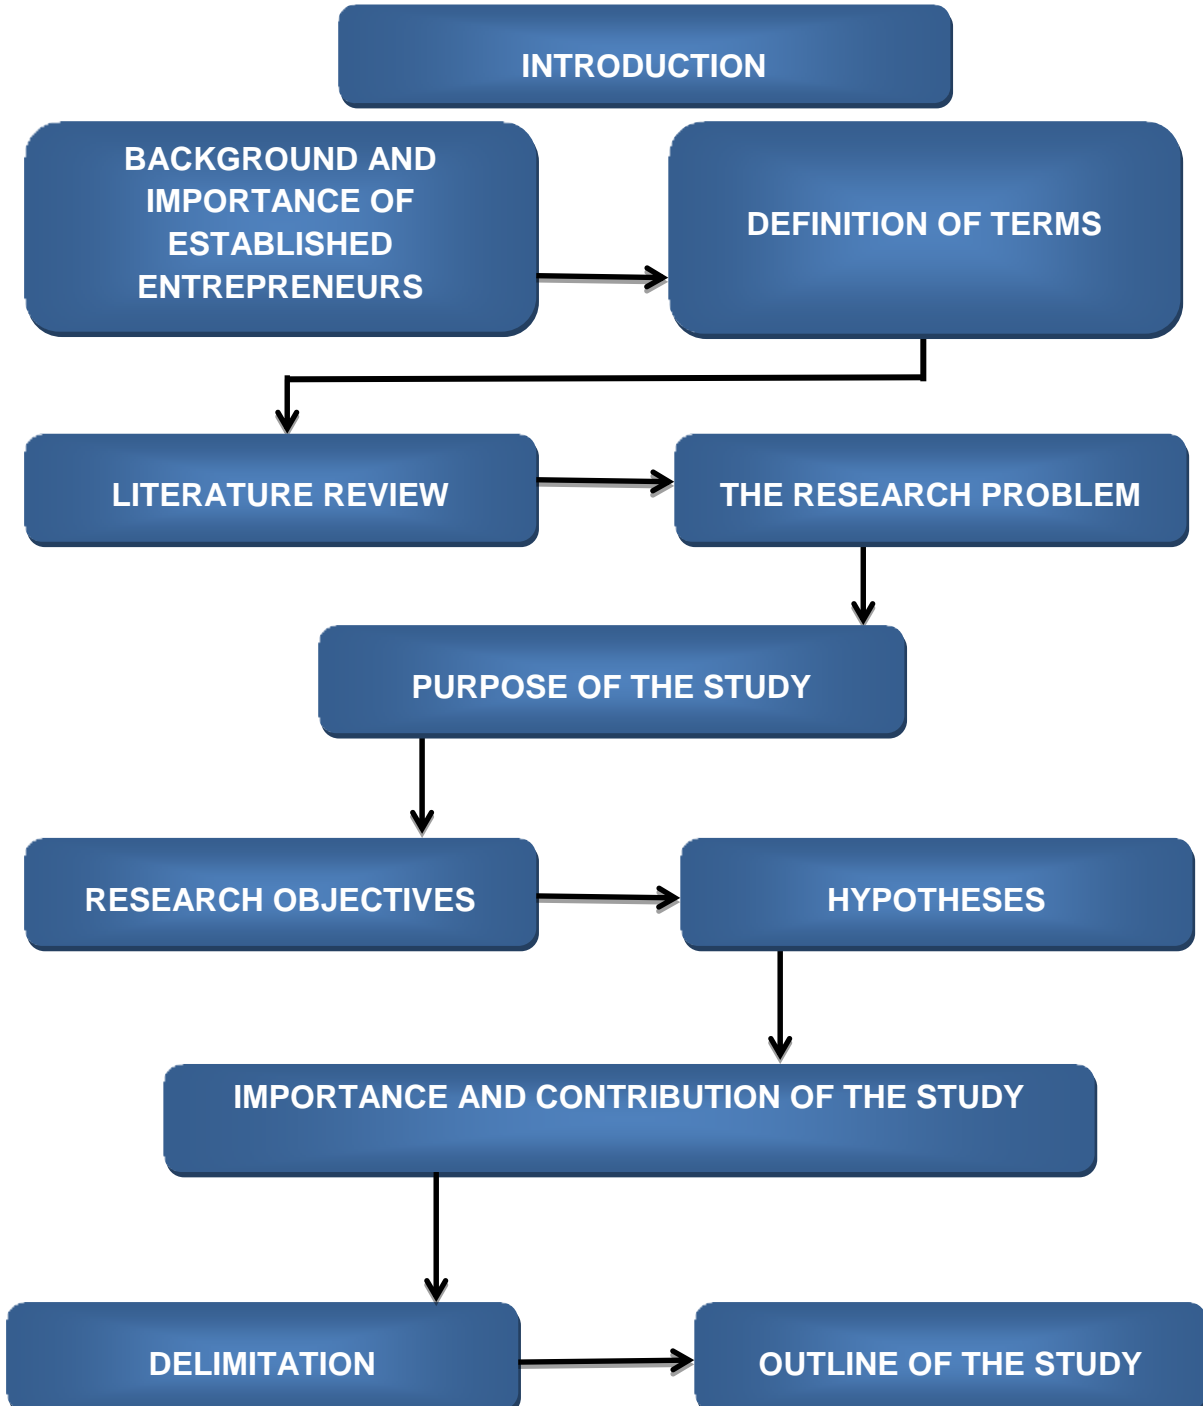 INTRODUCTION
BACKGROUND AND
IMPORTANCE OF
ESTABLISHED
ENTREPRENEURS
DEFINITION OF TERMS
LITERATURE REVIEW
THE RESEARCH PROBLEM
PURPOSE OF THE STUDY
RESEARCH OBJECTIVES
HYPOTHESES
IMPORTANCE AND CONTRIBUTION OF THE STUDY
DELIMITATION
OUTLINE OF THE STUDY